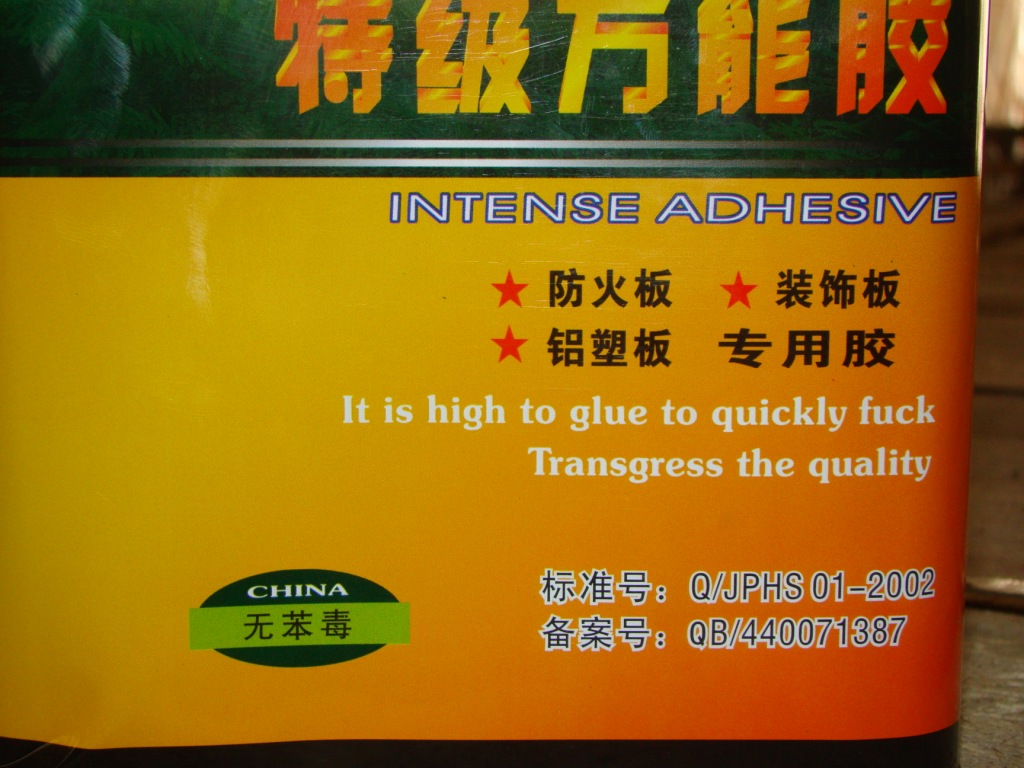 特级万能胶
INTENSE ADHESIVE
★ 防火板 ★ 装饰板
★ 铝塑板 专用胶
It is high to glue to quickly fuck
Transgress the quality
CHINA
无苯毒
标准号：Q/JPHS 01-2002
备案号：QB/440071387